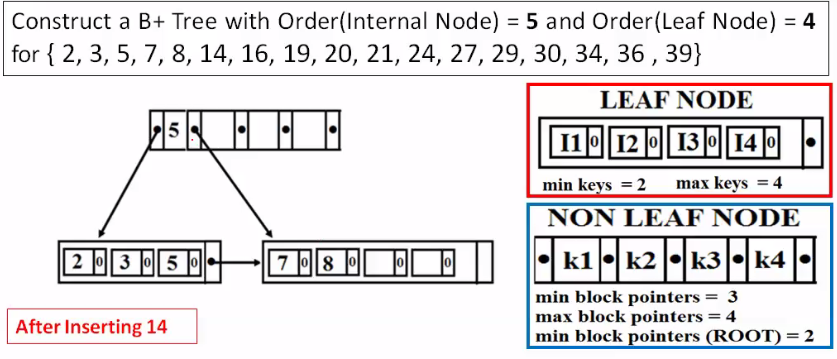 Construct a B+ Tree with Order(Internal Node) = 5 and Order(Leaf Node) = 4
for { 2, 3, 5, 7, 8, 14, 16, 19, 20, 21, 24, 27, 29, 30, 34, 36 , 39}
5
2 0 3 0 5 0
7 0 8 0 0 0
After Inserting 14
LEAF NODE
I1 0 I2 0 I3 0 I4 0
min keys = 2 max keys = 4
NON LEAF NODE
k1 k2 k3 k4
min block pointers = 3
max block pointers = 4
min block pointers (ROOT) = 2